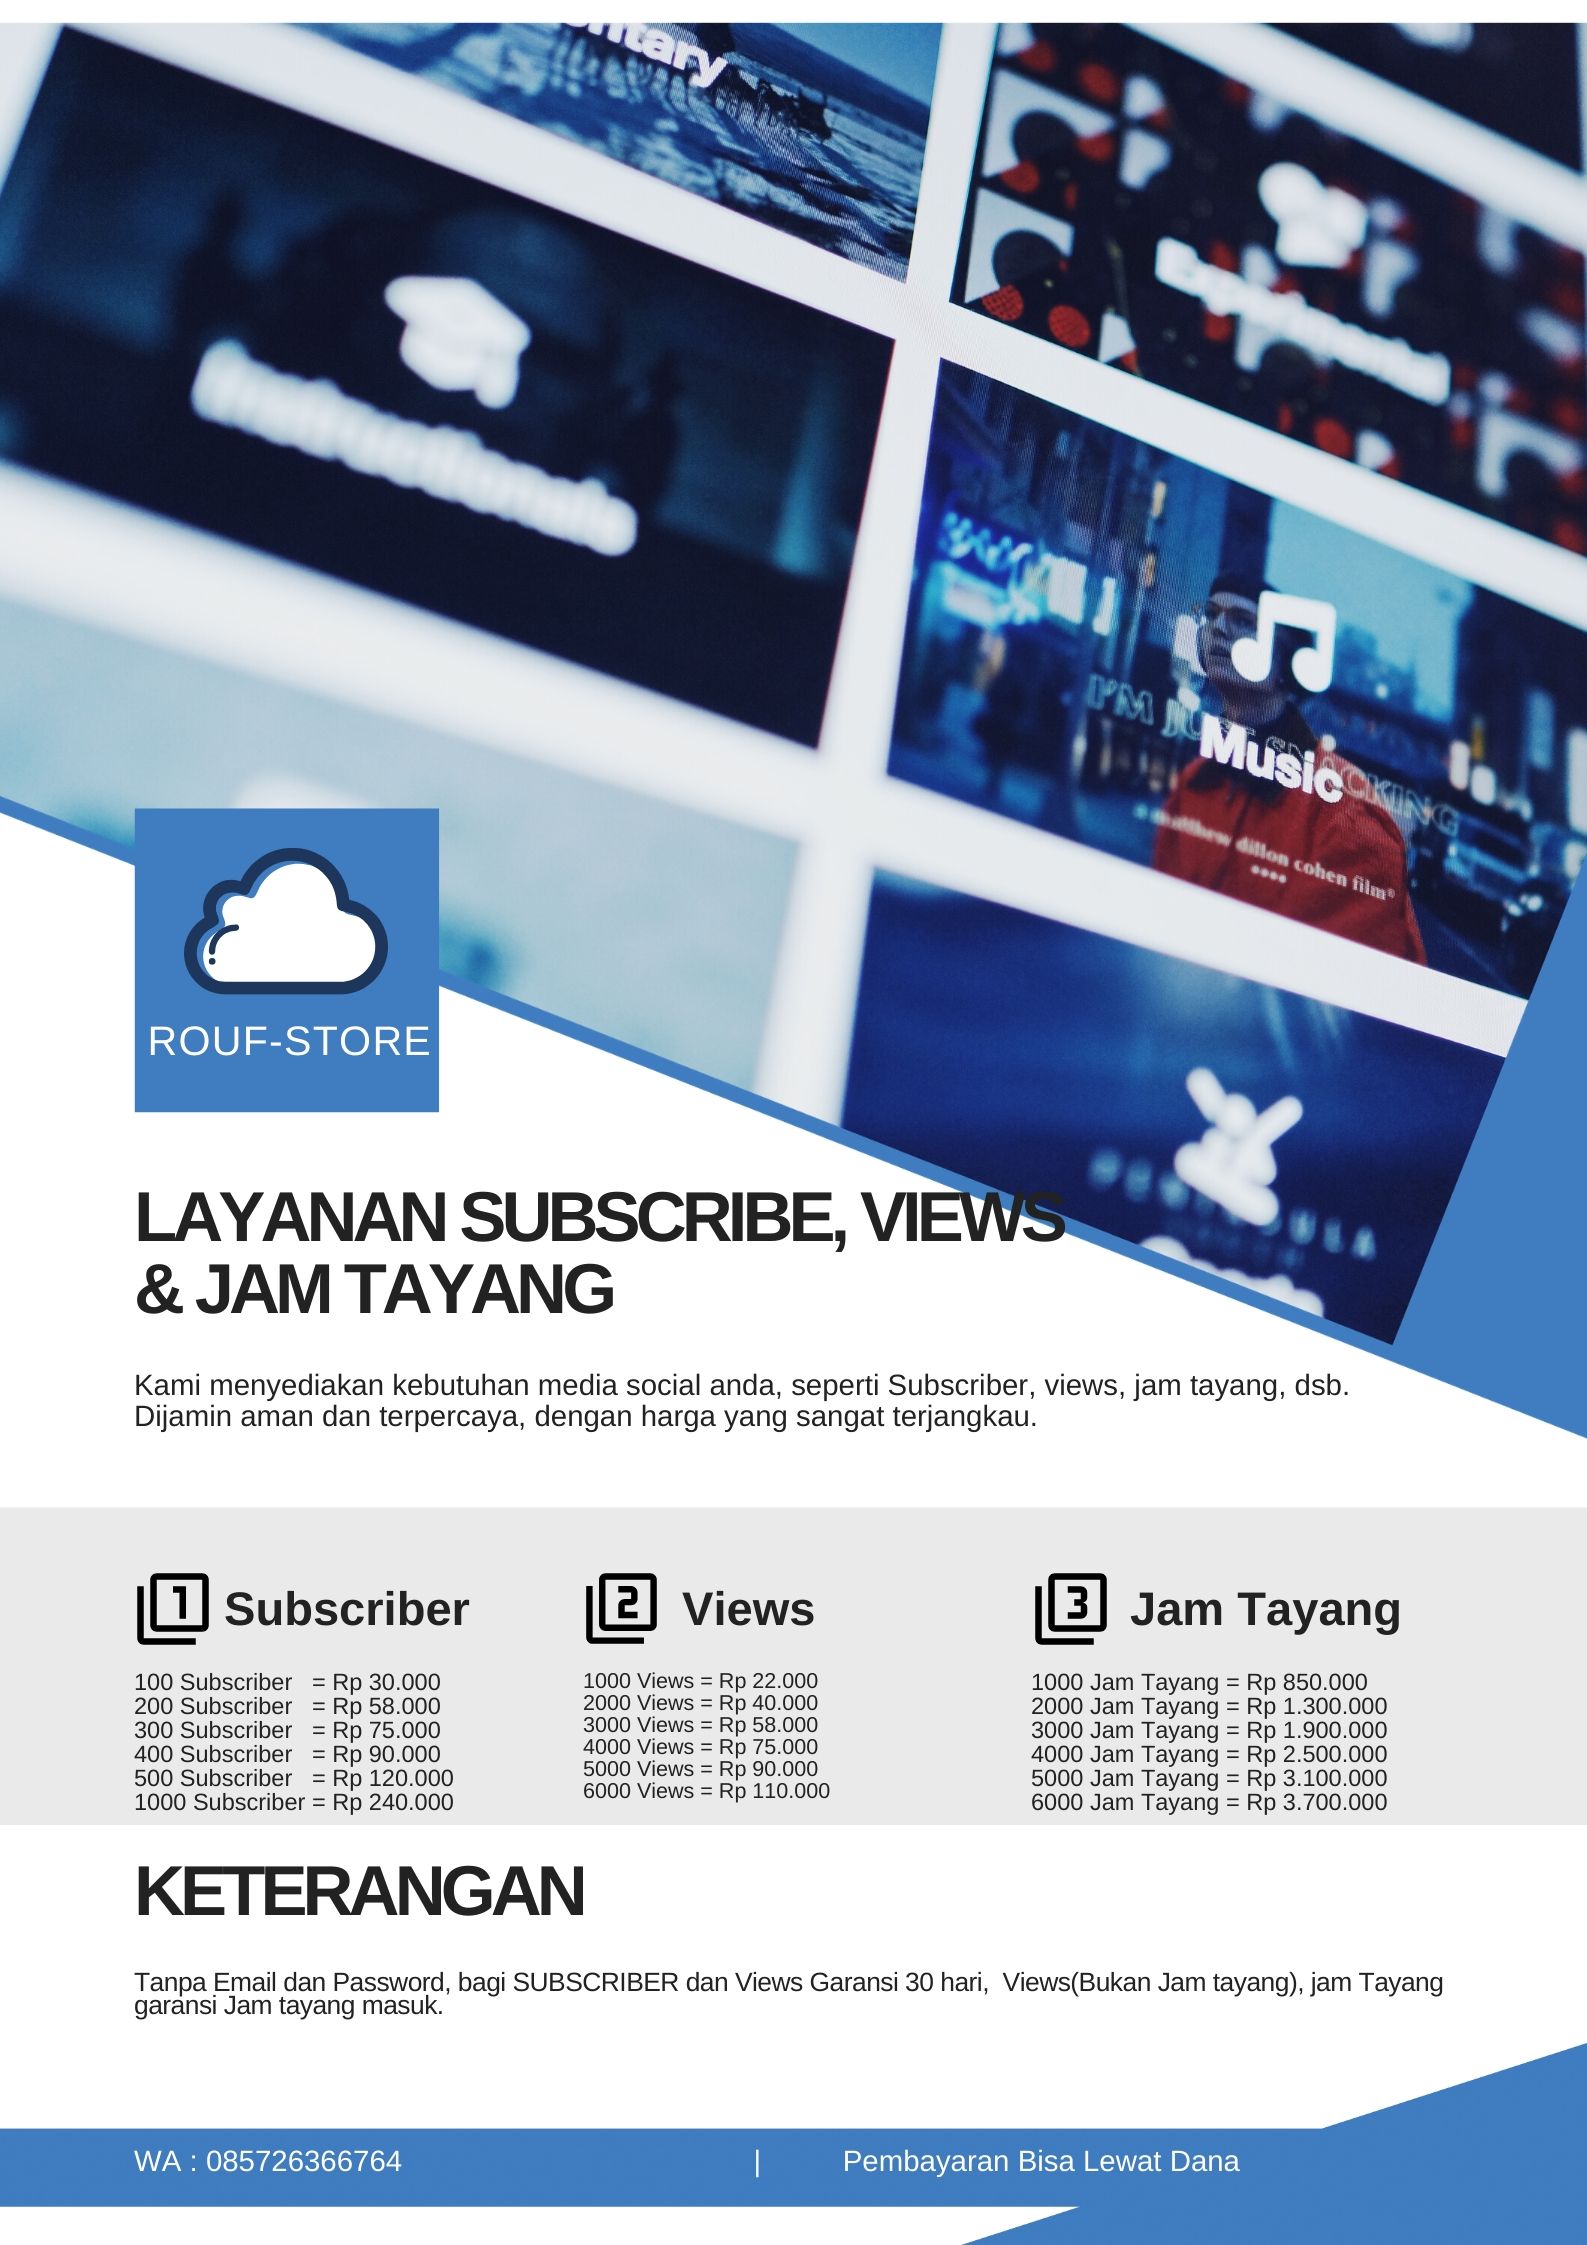 Music
matthew dillon cohen film®
ROUF-STORE
LAYANAN SUBSCRIBE, VIEWS
& JAM TAYANG
Kami menyediakan kebutuhan media social anda, seperti Subscriber, views, jam tayang, dsb.
Dijamin aman dan terpercaya, dengan harga yang sangat terjangkau.
1 Subscriber
100 Subscriber = Rp 30.000
200 Subscriber = Rp 58.000
300 Subscriber = Rp 75.000
400 Subscriber = Rp 90.000
500 Subscriber = Rp 120.000
1000 Subscriber = Rp 240.000
2 Views
1000 Views = Rp 22.000
2000 Views = Rp 40.000
3000 Views = Rp 58.000
4000 Views = Rp 75.000
5000 Views = Rp 90.000
6000 Views = Rp 110.000
3 Jam Tayang
1000 Jam Tayang = Rp 850.000
2000 Jam Tayang = Rp 1.300.000
3000 Jam Tayang = Rp 1.900.000
4000 Jam Tayang = Rp 2.500.000
5000 Jam Tayang = Rp 3.100.000
6000 Jam Tayang = Rp 3.700.000
KETERANGAN
Tanpa Email dan Password, bagi SUBSCRIBER dan Views Garansi 30 hari, Views(Bukan Jam tayang), jam Tayang
garansi Jam tayang masuk.
WA : 085726366764 | Pembayaran Bisa Lewat Dana